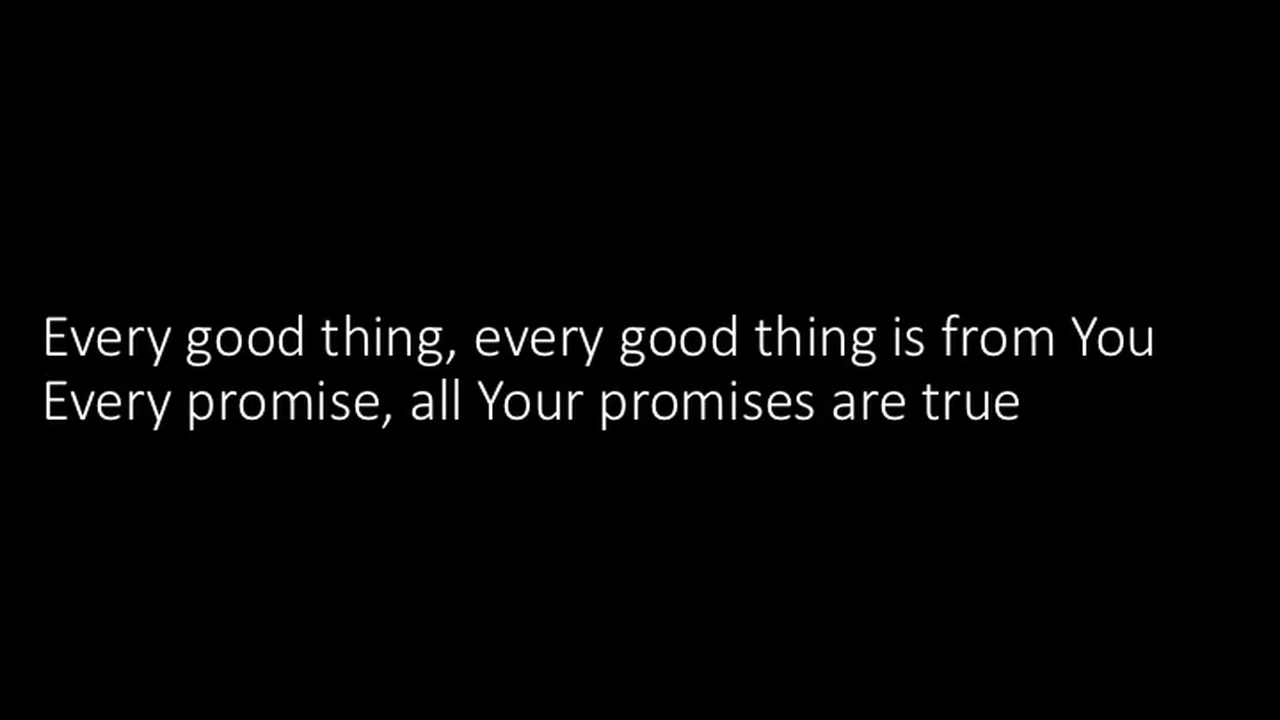 Every good thing, every good thing is from You
Every promise, all Your promises are true